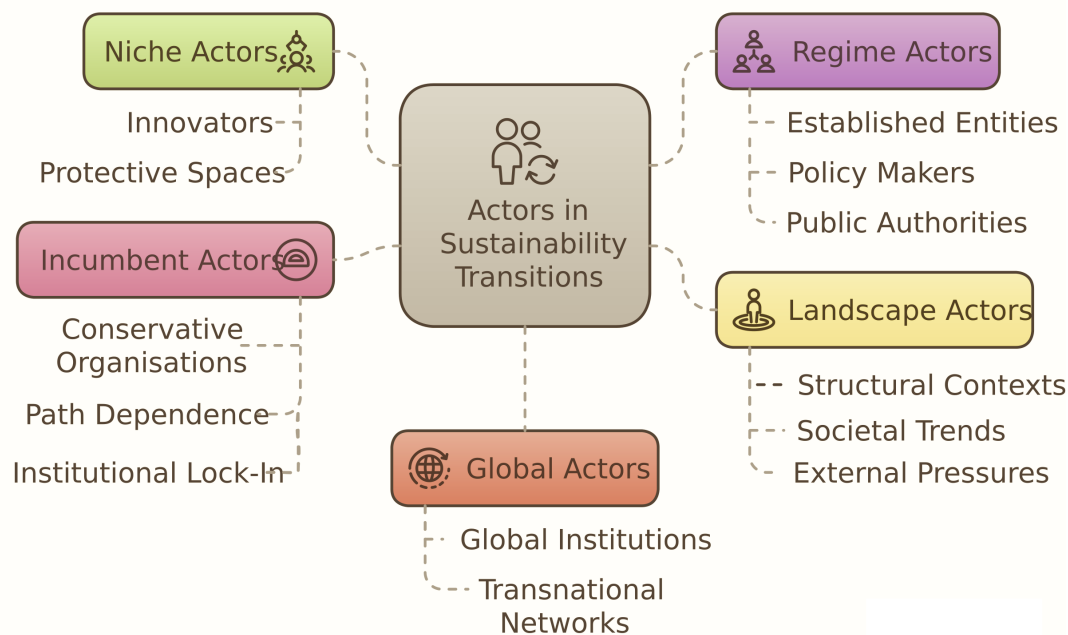 Niche Actors
Innovators
Protective Spaces
Incumbent Actors
Conservative
Organisations
Path Dependence
Institutional Lock-In
Actors in
Sustainability
Transitions
Global Actors
Global Institutions
Transnational
Networks
Regime Actors
Established Entities
Policy Makers
Public Authorities
Landscape Actors
Structural Contexts
Societal Trends
External Pressures